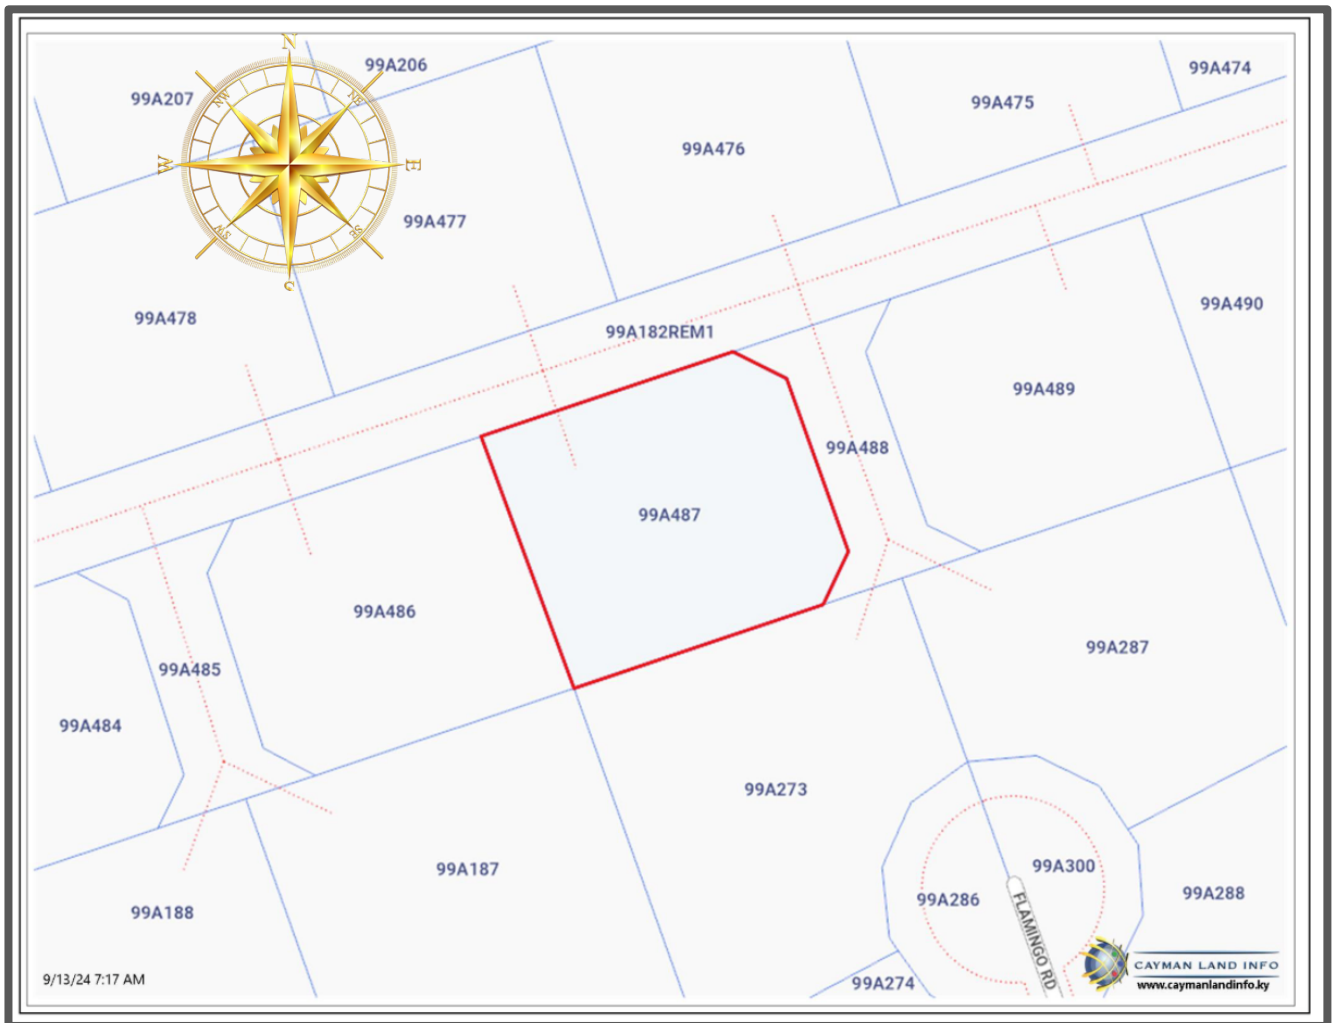 N
99A206
99A474
99A207
NW
NE
99A475
99A476
W
E
99A477
SW
SE
S
99A478
99A490
99A182REM1
99A489
99A488
99A487
99A486
99A287
99A485
99A484
99A273
99A187
99A300
99A286
99A288
99A188
FLAMINGO RD
CAYMAN LAND INFO
9/13/24 7:17 AM
99A274
www.caymanlandinfo.ky